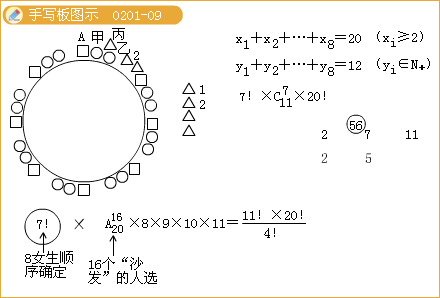 手写板图示 0201-09
A 甲 丙
乙 2
△ 1
△ 2
△
△
x₁+x₂+⋯+x₈=20 (xᵢ≥2)
y₁+y₂+⋯+y₈=12 (yᵢ∈N₊)
7! ×C₁₁⁷×20!
56
2 7 11
2 5
7! × A₂₀¹⁶×8×9×10×11=11! ×20!/4!
8女生顺
序确定
16个“沙
发”的人选